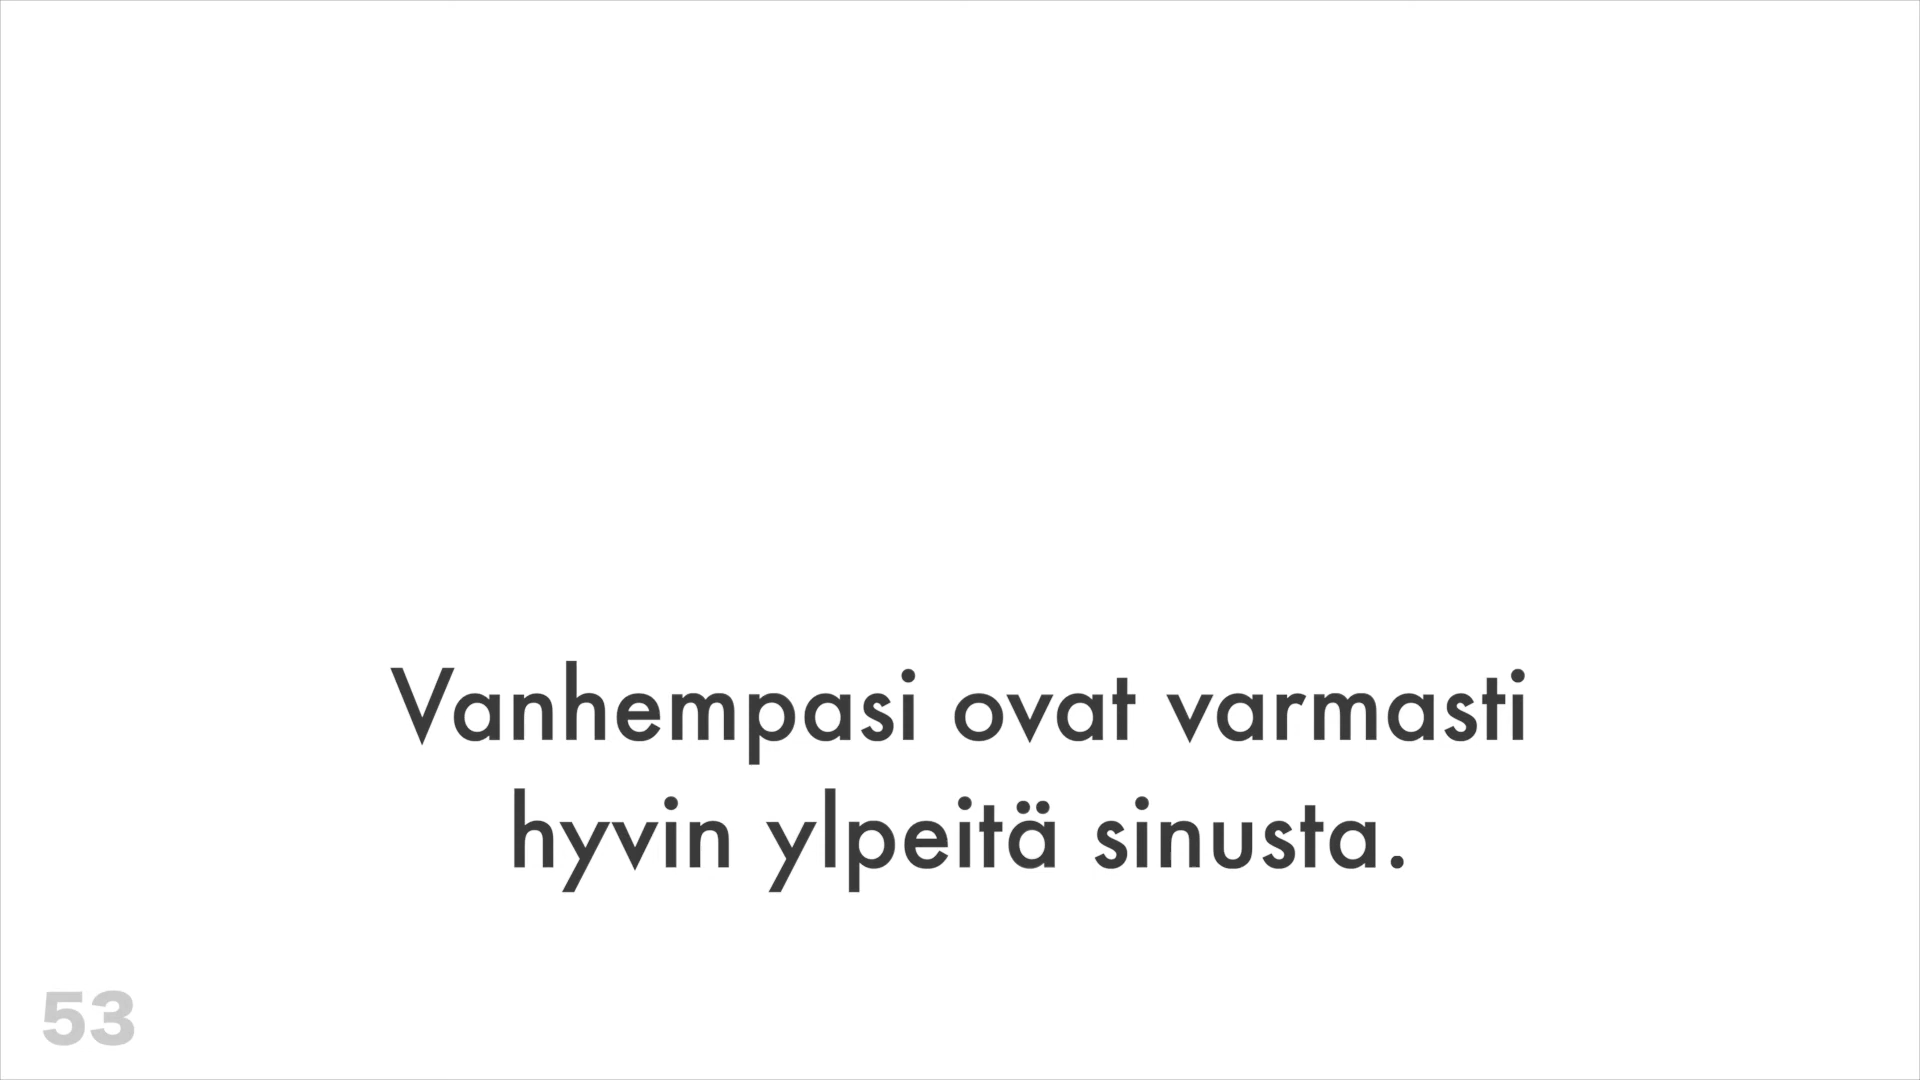 Vanhempasi ovat varmasti
hyvin ylpeitä sinusta.
53